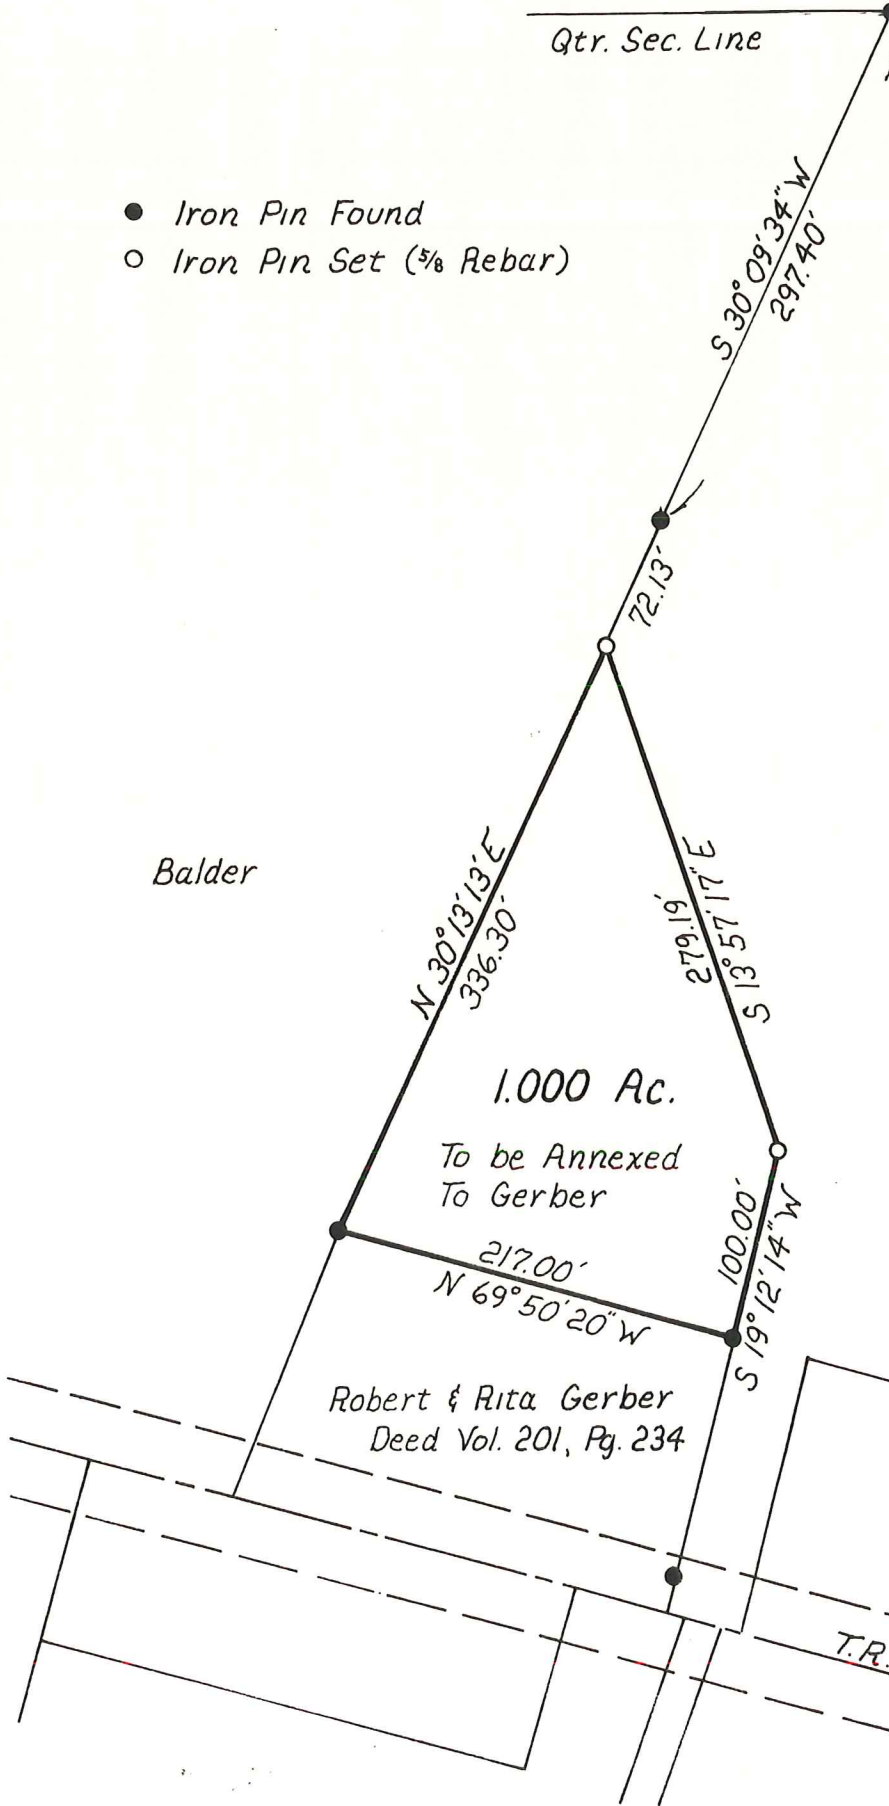 Qtr. Sec. Line
Iron Pin Found
Iron Pin Set (5/8 Rebar)
S 30° 09' 34" W
297.40'
72.13'
Balder
N 30° 13' 13' E
336.30'
S 13° 57' 17" E
279.19'
1.000 Ac.
To be Annexed
To Gerber
100.00'
S 19° 12' 14" W
217.00'
N 69° 50' 20" W
Robert & Rita Gerber
Deed Vol. 201, Pg. 234
T.R.